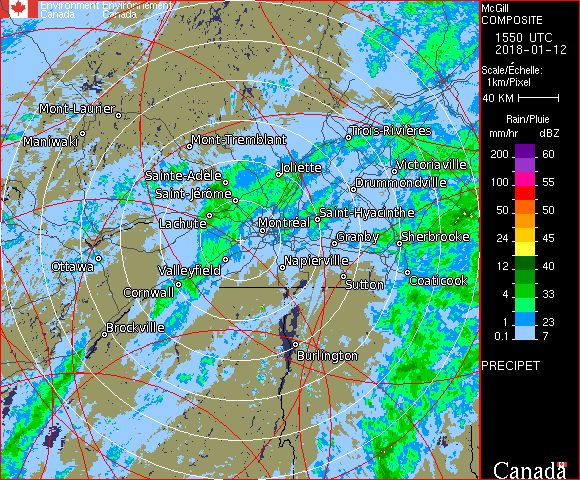 Environment Environnement
Canada Canada
Mont-Laurier
Maniwaki
Mont-Tremblant
Trois-Rivières
Joliette
Victoriaville
Sainte-Adèle
Drummondville
Saint-Jérôme
Saint-Hyacinthe
Lachute
Montréal
Granby
Sherbrooke
Ottawa
Valleyfield
Napierville
Sutton
Coaticook
Cornwall
Brockville
Burlington
McGill
COMPOSITE
1550 UTC
2018-01-12
Scale/Échelle:
1km/Pixel
40 KM
Rain/Pluie
mm/hr dBZ
200 60
100 55
50 50
24 45
12 40
4 33
1 23
0.1 7
PRECIPET
Canada